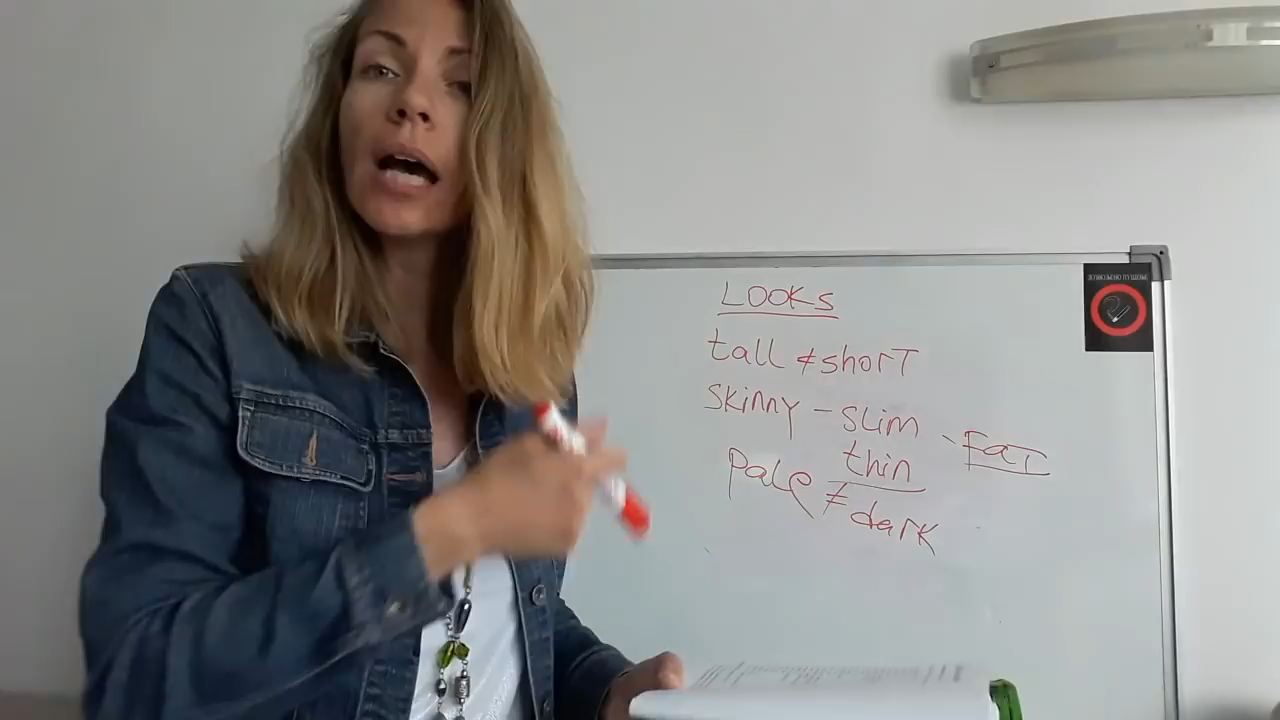 LOOKS
tall ≠ short
skinny - slim - Fat
thin
pale ≠ dark